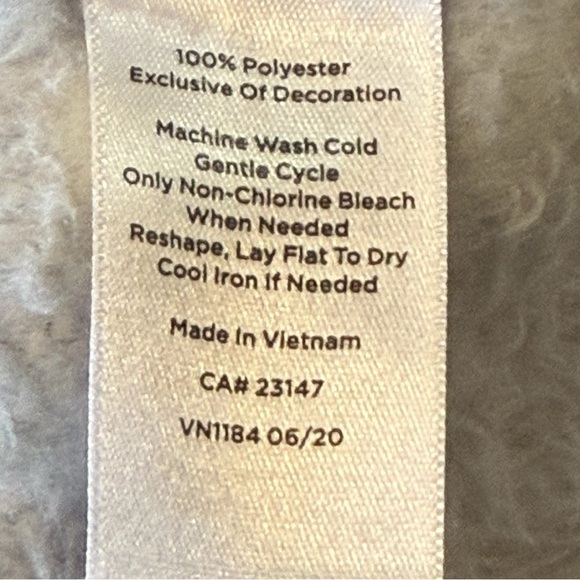 100% Polyester
Exclusive Of Decoration
Machine Wash Cold
Gentle Cycle
Only Non-Chlorine Bleach
When Needed
Reshape, Lay Flat To Dry
Cool Iron If Needed
Made In Vietnam
CA# 23147
VN1184 06/20